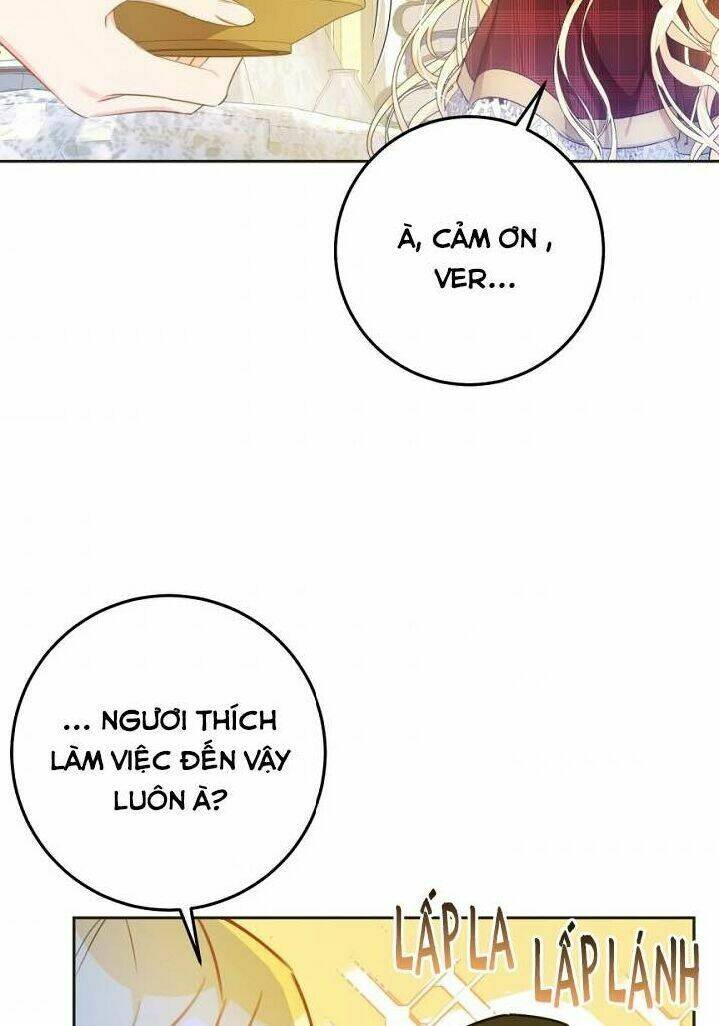 À, CẢM ƠN ,
VER...
... NGƯƠI THÍCH
LÀM VIỆC ĐẾN VẬY
LUÔN À?
LẤP LA
LẤP LÁNH